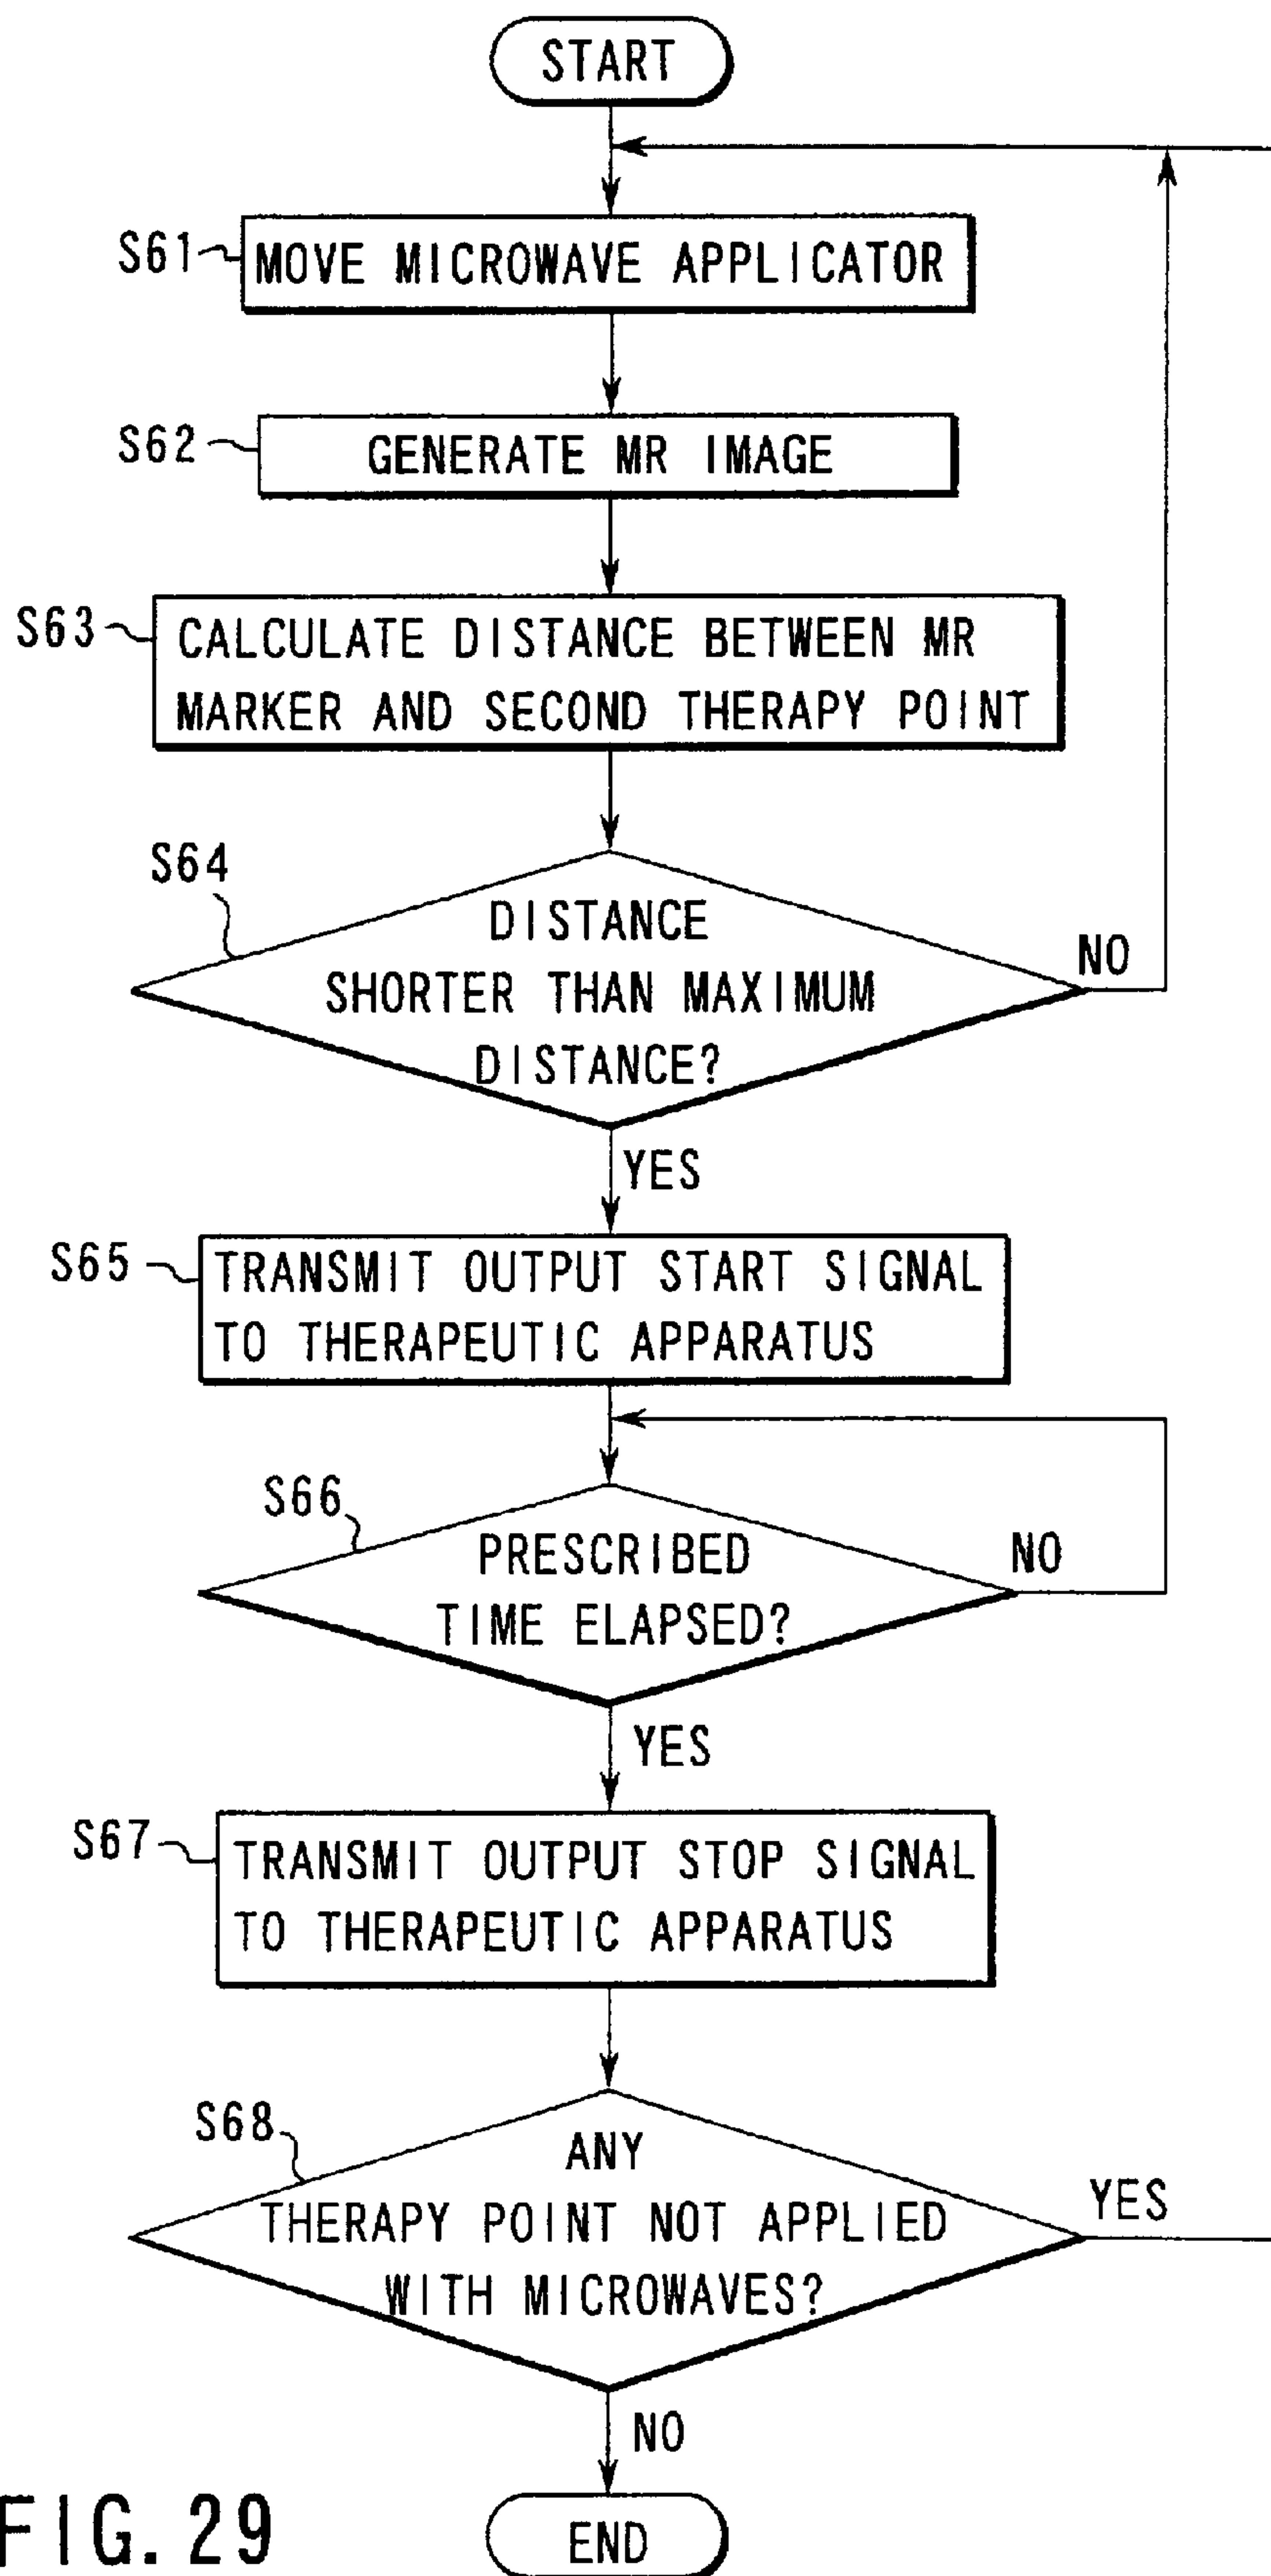 START
S61
MOVE MICROWAVE APPLICATOR
S62
GENERATE MR IMAGE
S63
CALCULATE DISTANCE BETWEEN MR
MARKER AND SECOND THERAPY POINT
S64
DISTANCE
SHORTER THAN MAXIMUM
DISTANCE?
NO
YES
S65
TRANSMIT OUTPUT START SIGNAL
TO THERAPEUTIC APPARATUS
S66
PRESCRIBED
TIME ELAPSED?
NO
YES
S67
TRANSMIT OUTPUT STOP SIGNAL
TO THERAPEUTIC APPARATUS
S68
ANY
THERAPY POINT NOT APPLIED
WITH MICROWAVES?
YES
NO
END
FIG. 29